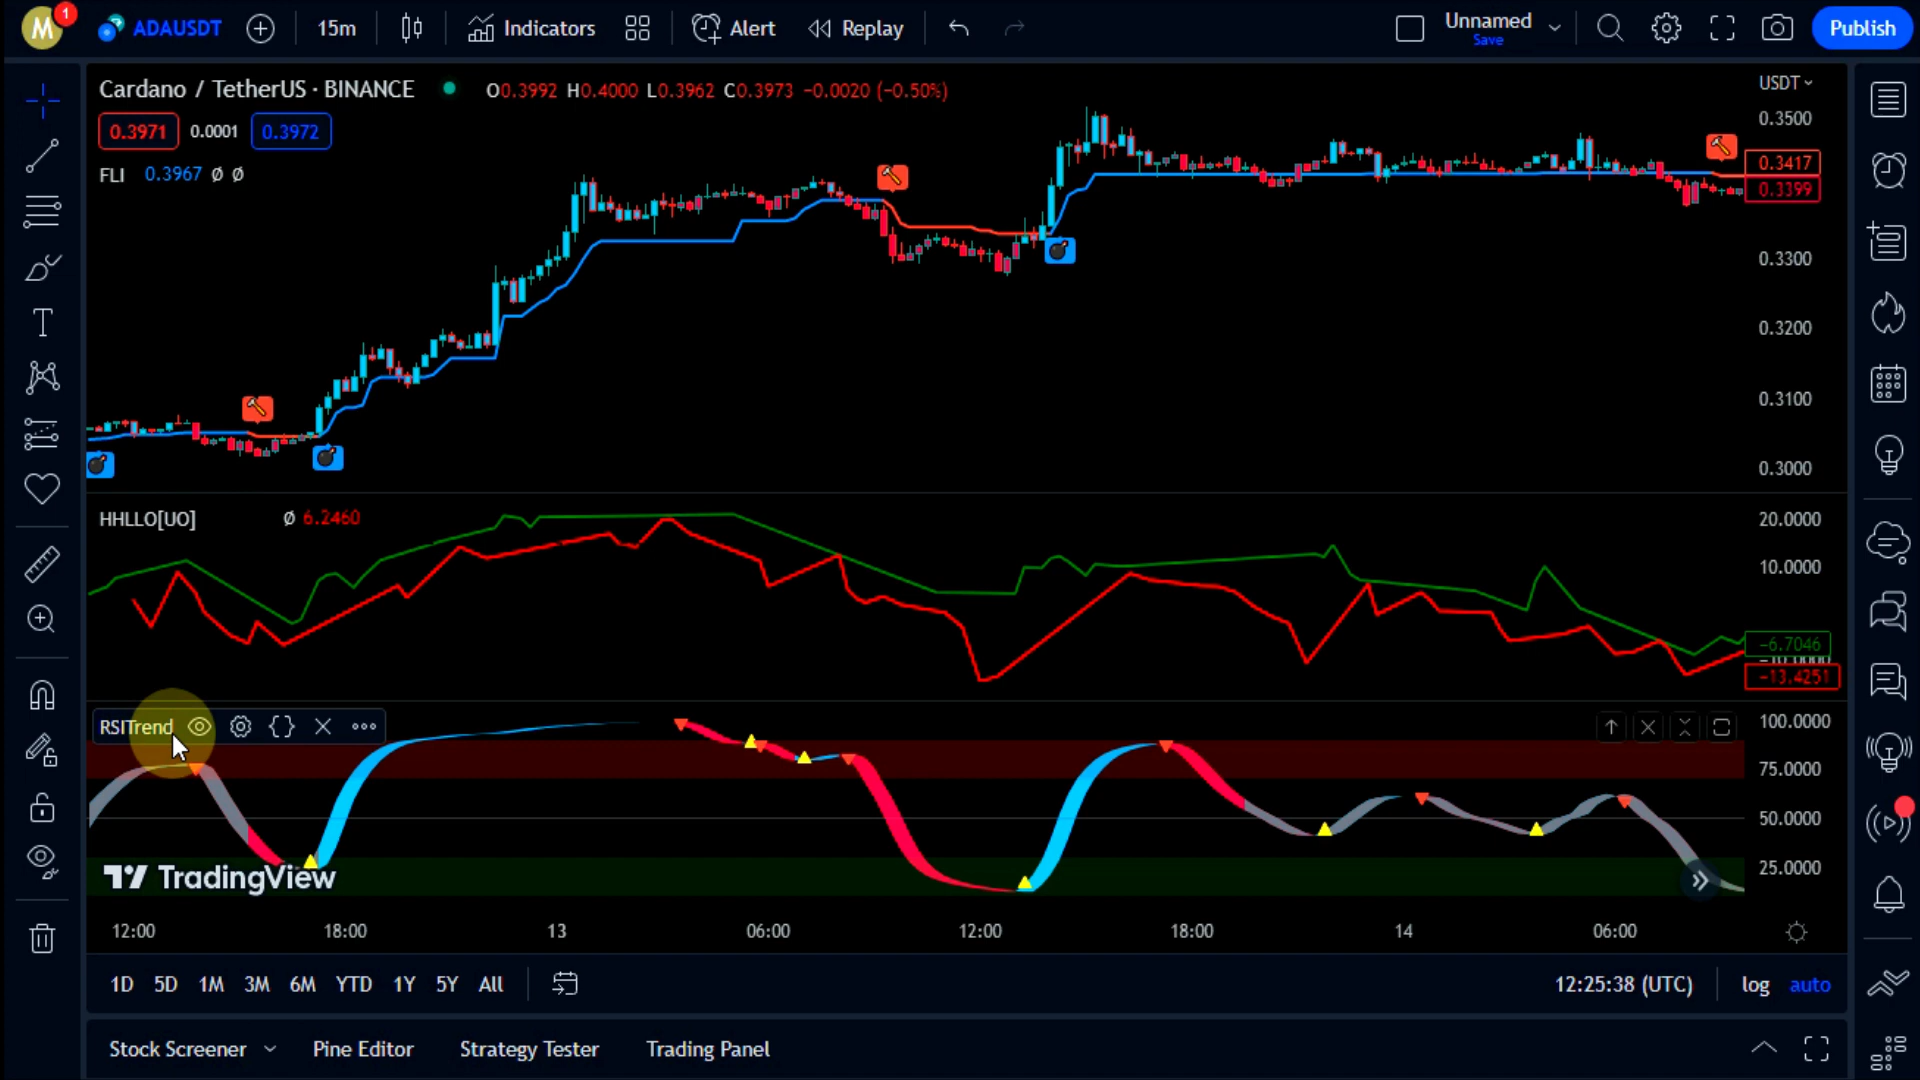 M 1 ADAUSDT 15m Indicators Alert Replay Unnamed Publish
Save
Cardano / TetherUS · BINANCE O0.3992 H0.4000 L0.3962 C0.3973 −0.0020 (−0.50%) USDT
0.3500
0.3971 0.0001 0.3972
0.3417
FLI 0.3967 Ø Ø
0.3399
0.3300
0.3200
0.3100
0.3000
HHLLO[UO] Ø 6.2460 20.0000
10.0000
−6.7046
−10.0000
−13.4251
RSITrend 100.0000
75.0000
50.0000
25.0000
TradingView
12:00 18:00 13 06:00 12:00 18:00 14 06:00
1D 5D 1M 3M 6M YTD 1Y 5Y All 12:25:38 (UTC) log auto
Stock Screener Pine Editor Strategy Tester Trading Panel